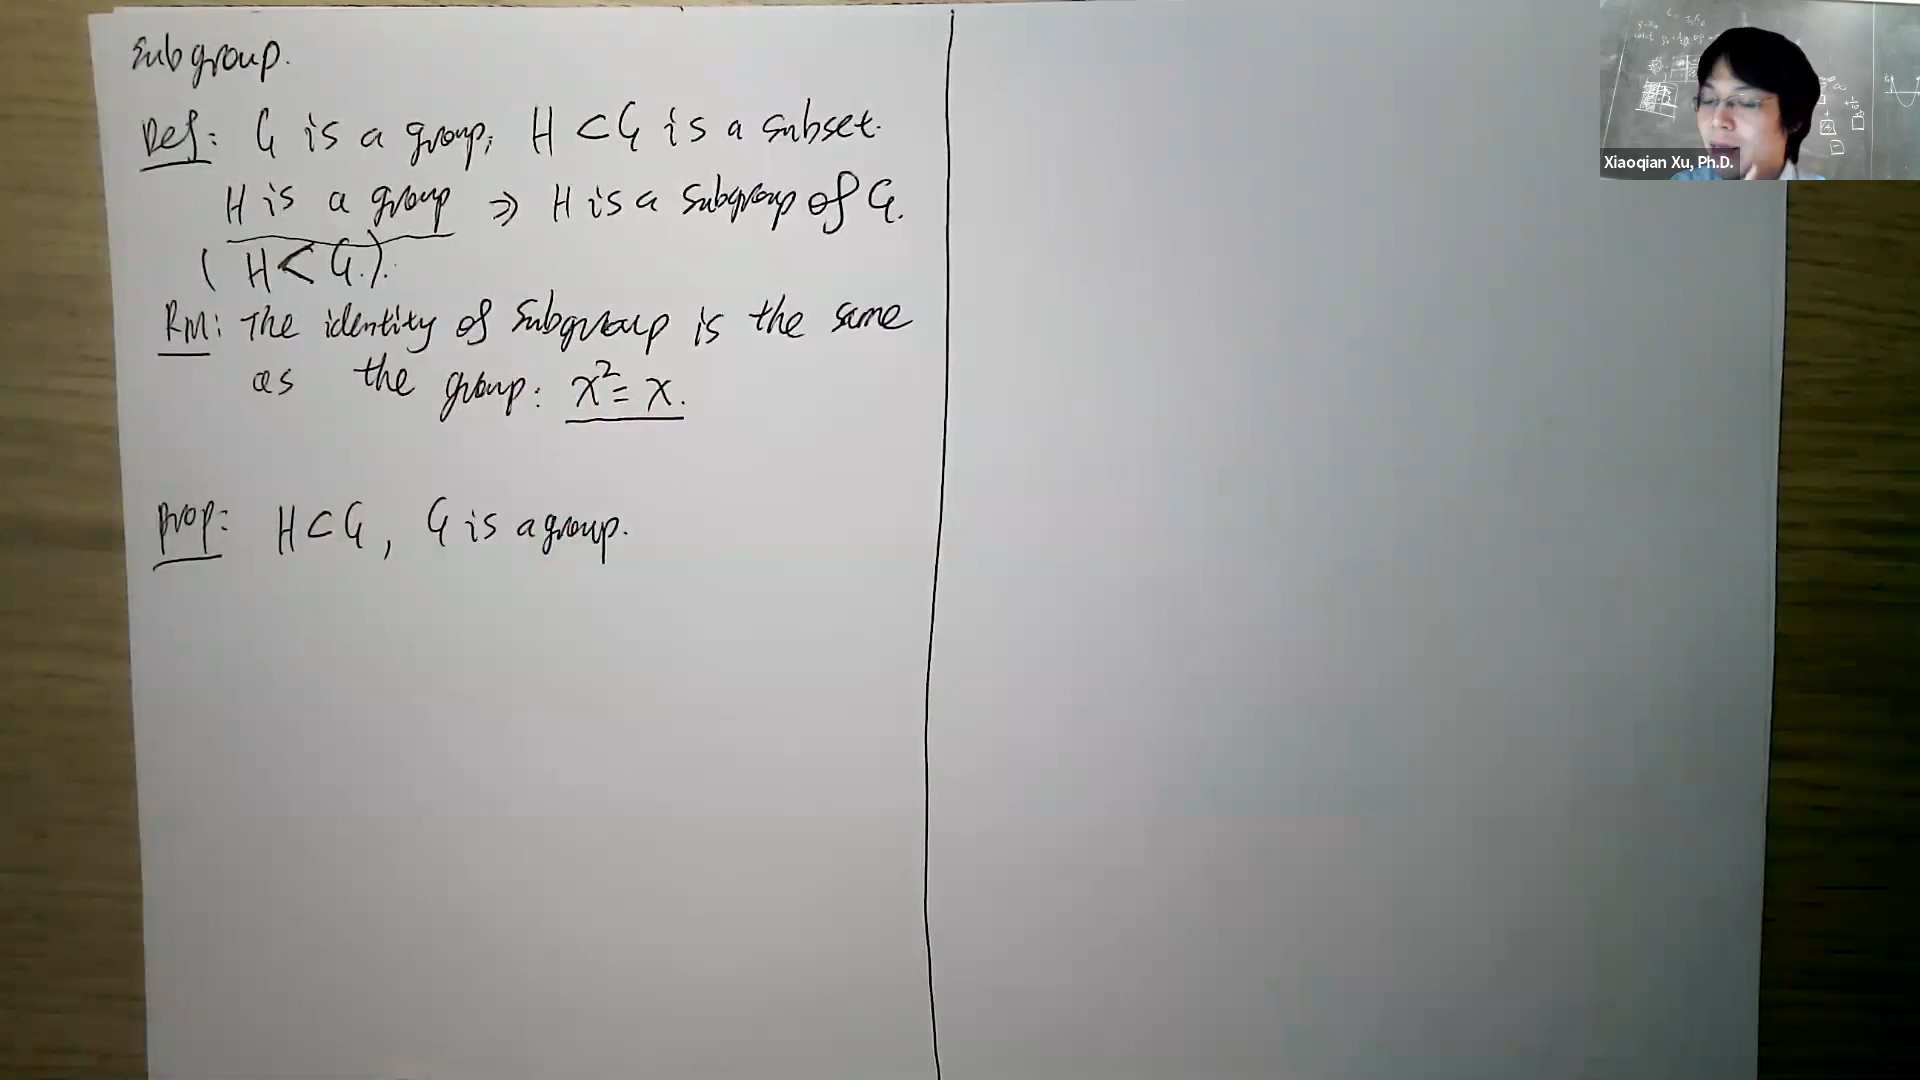 Subgroup.
Def: G is a group, H ⊂ G is a subset.
H is a group ⇒ H is a subgroup of G.
( H < G.).
RM: The identity of subgroup is the same
as the group: x² = x.
Prop: H ⊂ G, G is a group.
Xiaoqian Xu, Ph.D.